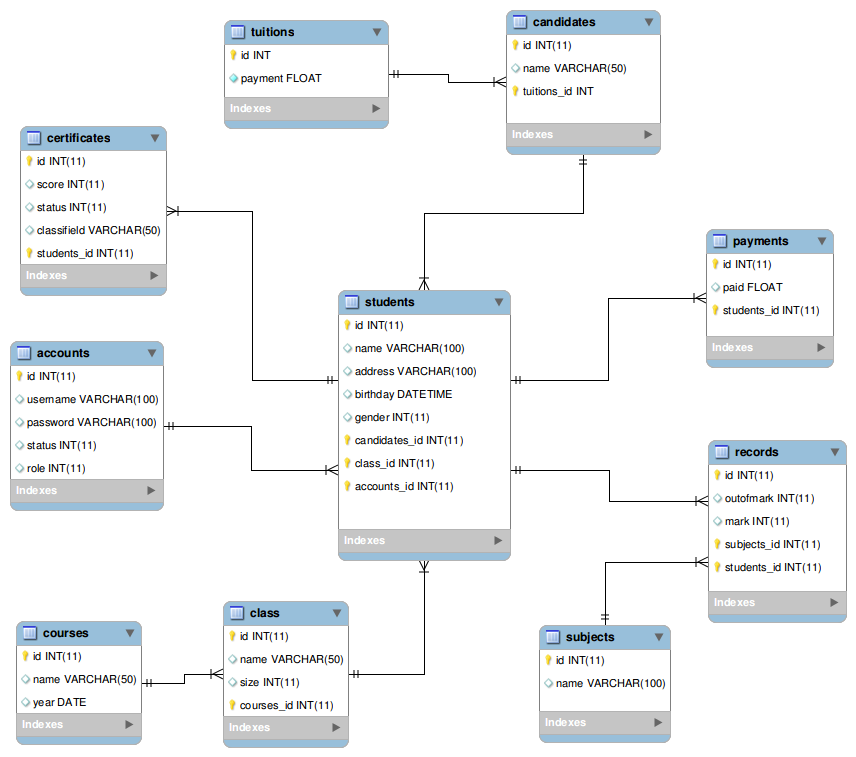 tuitions
id INT
payment FLOAT
Indexes
candidates
id INT(11)
name VARCHAR(50)
tuitions_id INT
Indexes
certificates
id INT(11)
score INT(11)
status INT(11)
classifield VARCHAR(50)
students_id INT(11)
Indexes
payments
id INT(11)
paid FLOAT
students_id INT(11)
Indexes
students
id INT(11)
name VARCHAR(100)
address VARCHAR(100)
birthday DATETIME
gender INT(11)
candidates_id INT(11)
class_id INT(11)
accounts_id INT(11)
Indexes
accounts
id INT(11)
username VARCHAR(100)
password VARCHAR(100)
status INT(11)
role INT(11)
Indexes
records
id INT(11)
outofmark INT(11)
mark INT(11)
subjects_id INT(11)
students_id INT(11)
Indexes
courses
id INT(11)
name VARCHAR(50)
year DATE
Indexes
class
id INT(11)
name VARCHAR(50)
size INT(11)
courses_id INT(11)
Indexes
subjects
id INT(11)
name VARCHAR(100)
Indexes